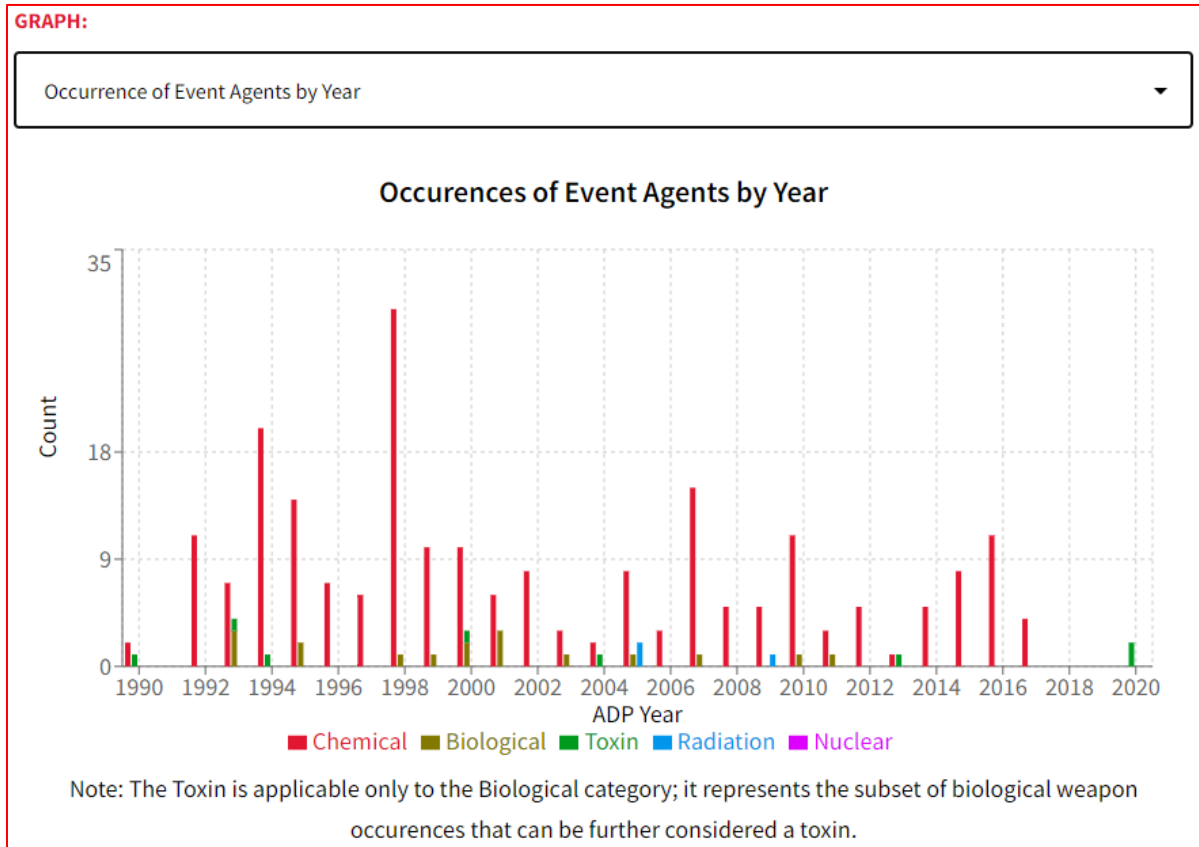 GRAPH:
Occurrence of Event Agents by Year
Occurences of Event Agents by Year
35
18
9
0
Count
1990 1992 1994 1996 1998 2000 2002 2004 2006 2008 2010 2012 2014 2016 2018 2020
ADP Year
Chemical Biological Toxin Radiation Nuclear
Note: The Toxin is applicable only to the Biological category; it represents the subset of biological weapon
occurences that can be further considered a toxin.